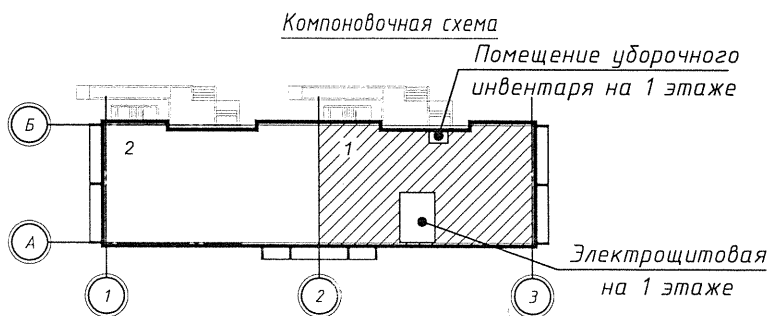 Компоновочная схема
Помещение уборочного
инвентаря на 1 этаже
Б
2
1
А
Электрощитовая
на 1 этаже
1
2
3